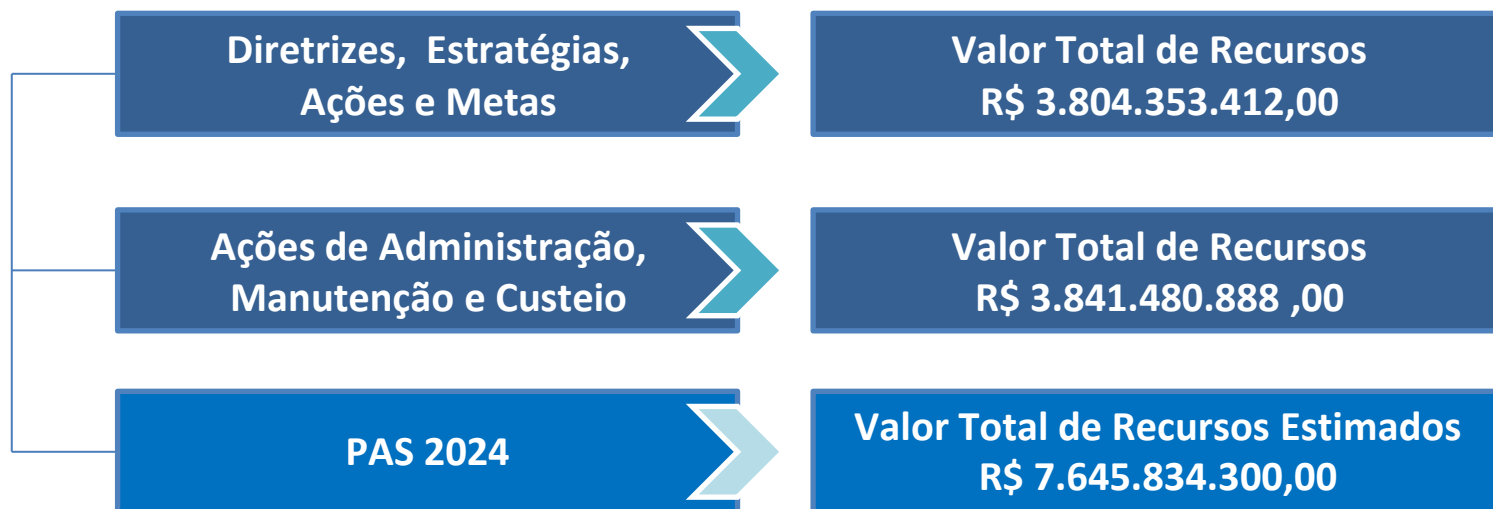 Diretrizes,  Estratégias,
Ações e Metas
Valor Total de Recursos
R$ 3.804.353.412,00
Ações de Administração,
Manutenção e Custeio
Valor Total de Recursos
R$ 3.841.480.888 ,00
PAS 2024
Valor Total de Recursos Estimados
R$ 7.645.834.300,00